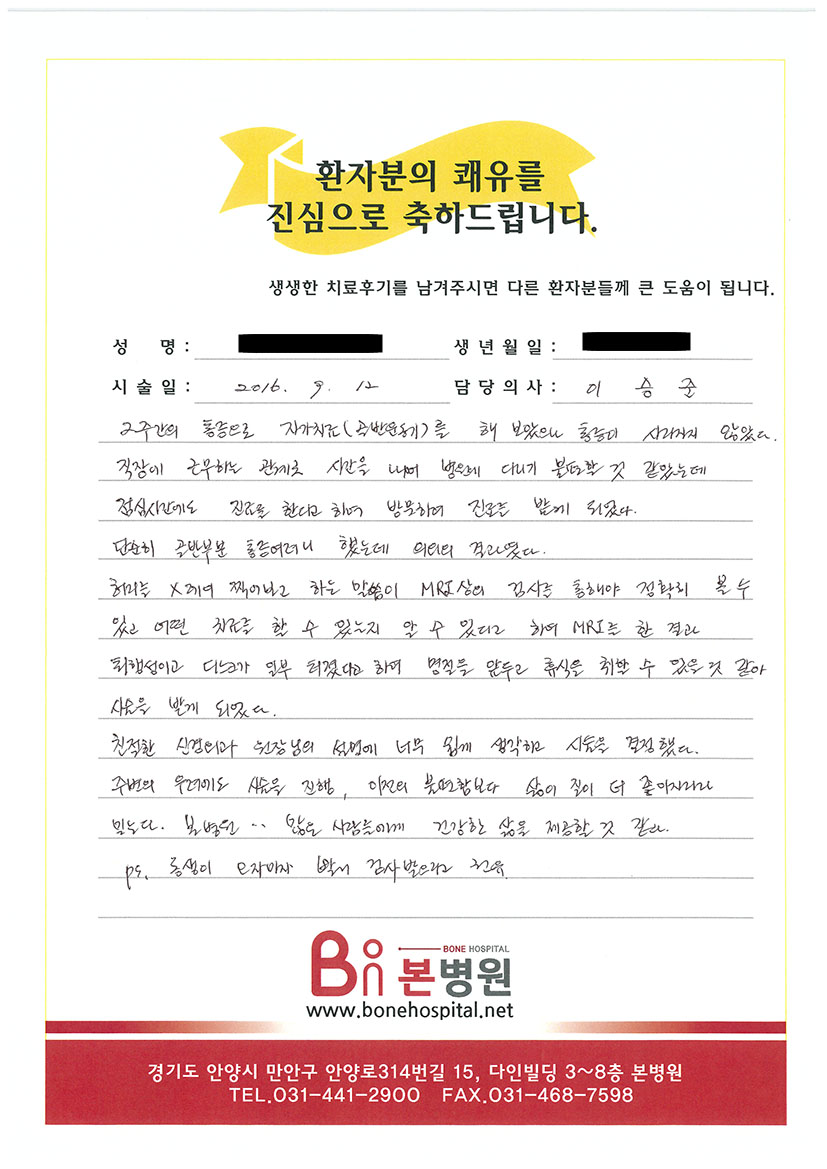 환자분의 쾌유를
진심으로 축하드립니다.
생생한 치료후기를 남겨주시면 다른 환자분들께 큰 도움이 됩니다.
성 명 : 생년월일 :
시술일 : 2016. 9. 12 담당의사 : 이 승 준
2주간의 통증으로 자가치료(골반운동기)를 해 보았으나 통증이 사라지지 않았다.
직장에 근무하는 관계로 시간을 내어 병원에 다니기 불편할 것 같았는데
점심시간에도 진료를 한다고 하여 방문하여 진료를 받게 되었다.
단순히 골반부분 통증이려니 했는데 의외의 결과였다.
허리를 X레이 찍어보고 하는 말씀이 MRI상의 검사를 통해야 정확히 볼 수
있고 어떤 치료를 할 수 있는지 알 수 있다고 하여 MRI를 한 결과
퇴행성이고 디스크가 일부 터졌다고 하여 명절을 앞두고 휴식을 취할 수 있을 것 같아
시술을 받게 되었다.
친절한 신경외과 원장님의 설명에 너무 쉽게 생각하고 시술을 결정했다.
주변의 우려에도 시술을 진행, 이전의 불편함보다 삶의 질이 더 좋아지리라
믿는다. 본병원 .. 많은 사람들에게 건강한 삶을 제공할 것 같다.
ps. 동생이 오자마자 빨리 검사받으라고 권유.
Bon BONE HOSPITAL
본병원
www.bonehospital.net
경기도 안양시 만안구 안양로314번길 15, 다인빌딩 3~8층 본병원
TEL.031-441-2900 FAX.031-468-7598